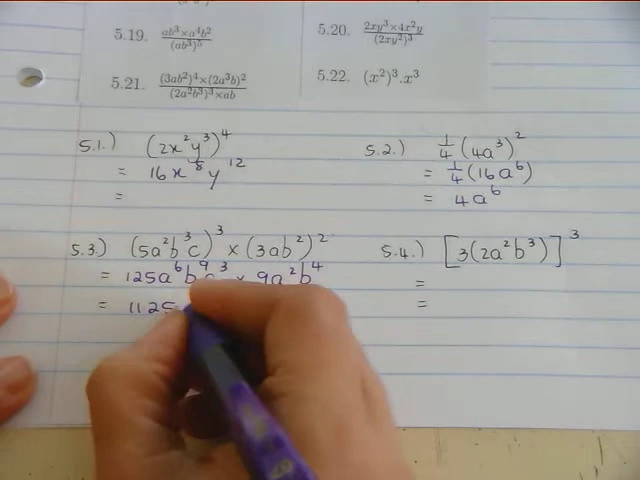 5.19. ab³×a⁴b² / (ab³)⁵
5.20. 2xy³×4x²y / (2xy²)³
5.21. (3ab²)⁴×(2a³b)² / (2a²b³)³×ab
5.22. (x²)³.x³
5.1.) (2x²y³)⁴
= 16x⁸y¹²
=
5.2.) 1/4(4a³)²
= 1/4(16a⁶)
= 4a⁶
5.3.) (5a²b³c)³ × (3ab²)²
= 125a⁶b⁹c³ × 9a²b⁴
= 1125
5.4.) [3(2a²b³)]³
=
=